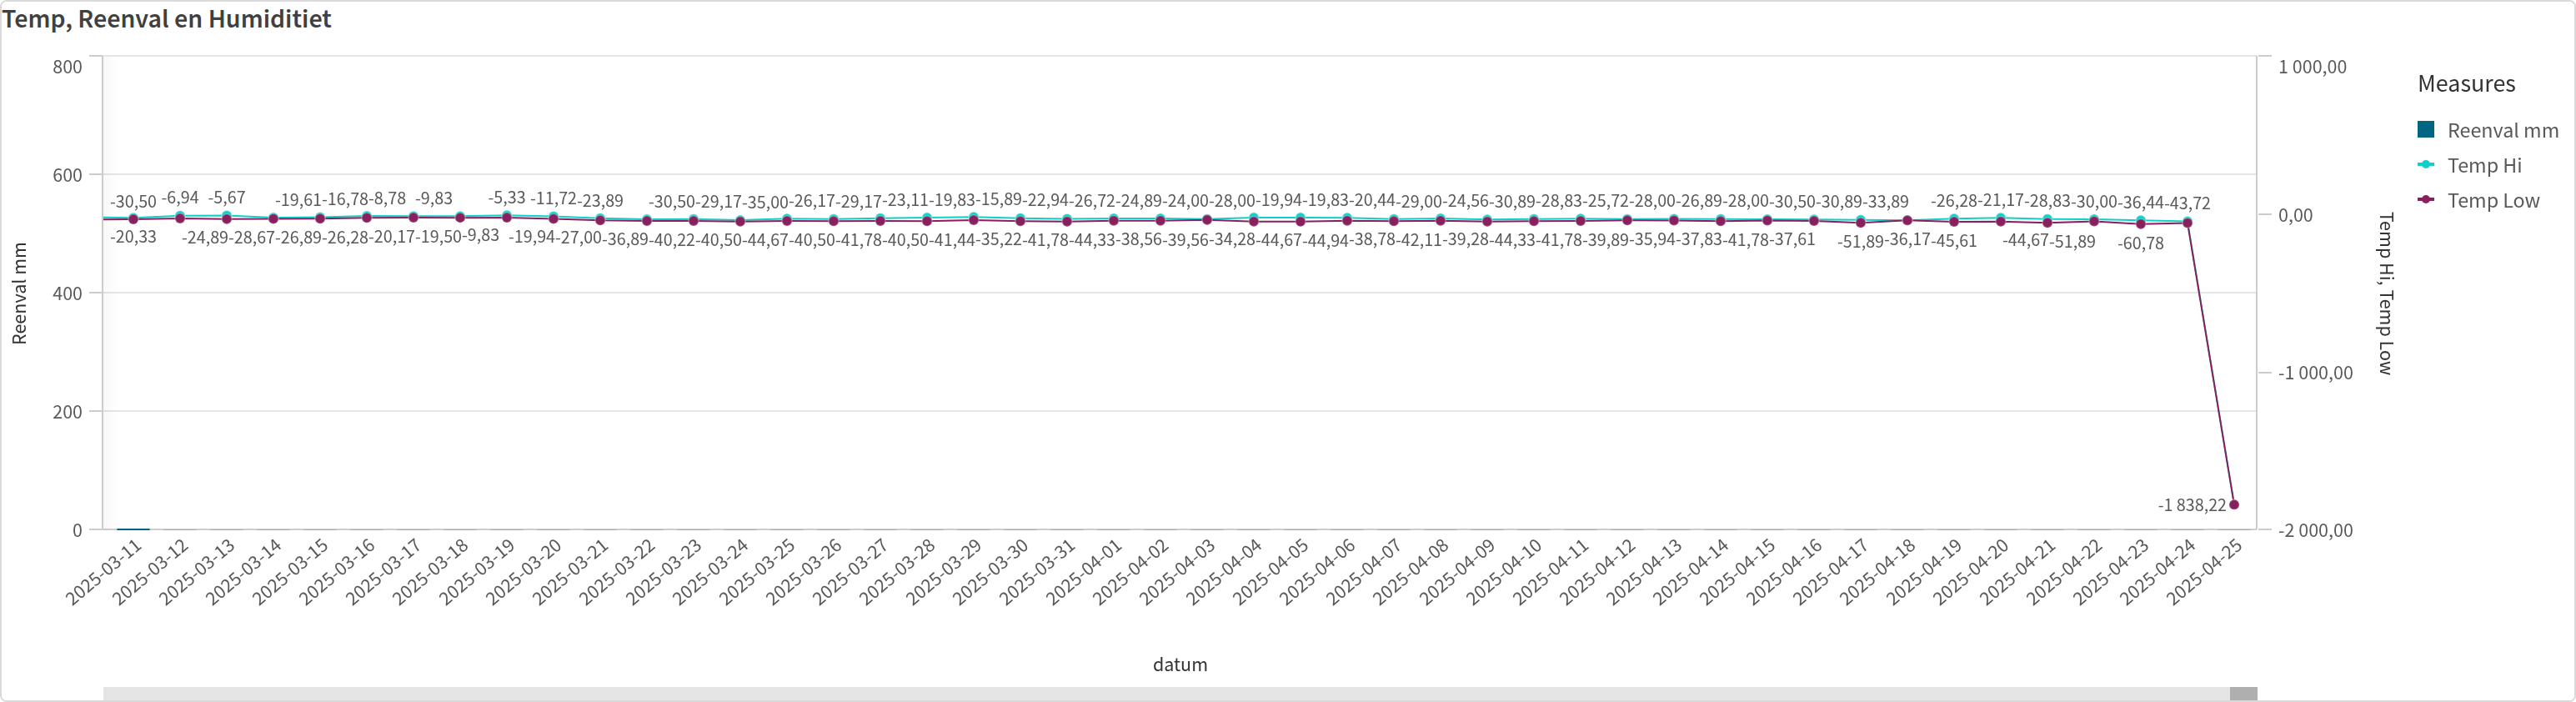 Temp, Reenval en Humiditiet
800
600
400
200
0
Reenval mm
-30,50 -6,94 -5,67 -19,61 -16,78 -8,78 -9,83 -5,33 -11,72 -23,89 -30,50 -29,17 -35,00 -26,17 -29,17 -23,11 -19,83 -15,89 -22,94 -26,72 -24,89 -24,00 -28,00 -19,94 -19,83 -20,44 -29,00 -24,56 -30,89 -28,83 -25,72 -28,00 -26,89 -28,00 -30,50 -30,89 -33,89 -26,28 -21,17 -28,83 -30,00 -36,44 -43,72
-20,33 -24,89 -28,67 -26,89 -26,28 -20,17 -19,50 -9,83 -19,94 -27,00 -36,89 -40,22 -40,50 -44,67 -40,50 -41,78 -40,50 -41,44 -35,22 -41,78 -44,33 -38,56 -39,56 -34,28 -44,67 -44,94 -38,78 -42,11 -39,28 -44,33 -41,78 -39,89 -35,94 -37,83 -41,78 -37,61 -51,89 -36,17 -45,61 -44,67 -51,89 -60,78
-1 838,22
1 000,00
0,00
-1 000,00
-2 000,00
Temp Hi, Temp Low
2025-03-11 2025-03-12 2025-03-13 2025-03-14 2025-03-15 2025-03-16 2025-03-17 2025-03-18 2025-03-19 2025-03-20 2025-03-21 2025-03-22 2025-03-23 2025-03-24 2025-03-25 2025-03-26 2025-03-27 2025-03-28 2025-03-29 2025-03-30 2025-03-31 2025-04-01 2025-04-02 2025-04-03 2025-04-04 2025-04-05 2025-04-06 2025-04-07 2025-04-08 2025-04-09 2025-04-10 2025-04-11 2025-04-12 2025-04-13 2025-04-14 2025-04-15 2025-04-16 2025-04-17 2025-04-18 2025-04-19 2025-04-20 2025-04-21 2025-04-22 2025-04-23 2025-04-24 2025-04-25
datum
Measures
Reenval mm
Temp Hi
Temp Low